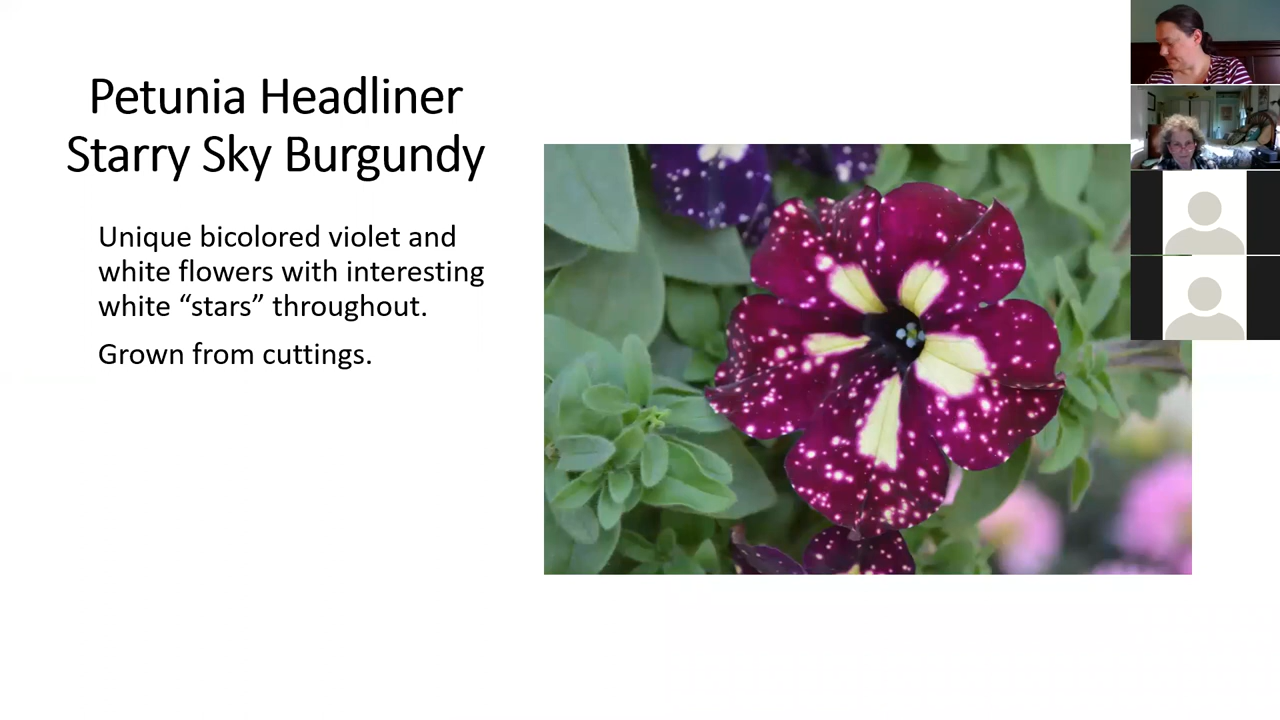 Petunia Headliner
Starry Sky Burgundy
Unique bicolored violet and
white flowers with interesting
white “stars” throughout.
Grown from cuttings.